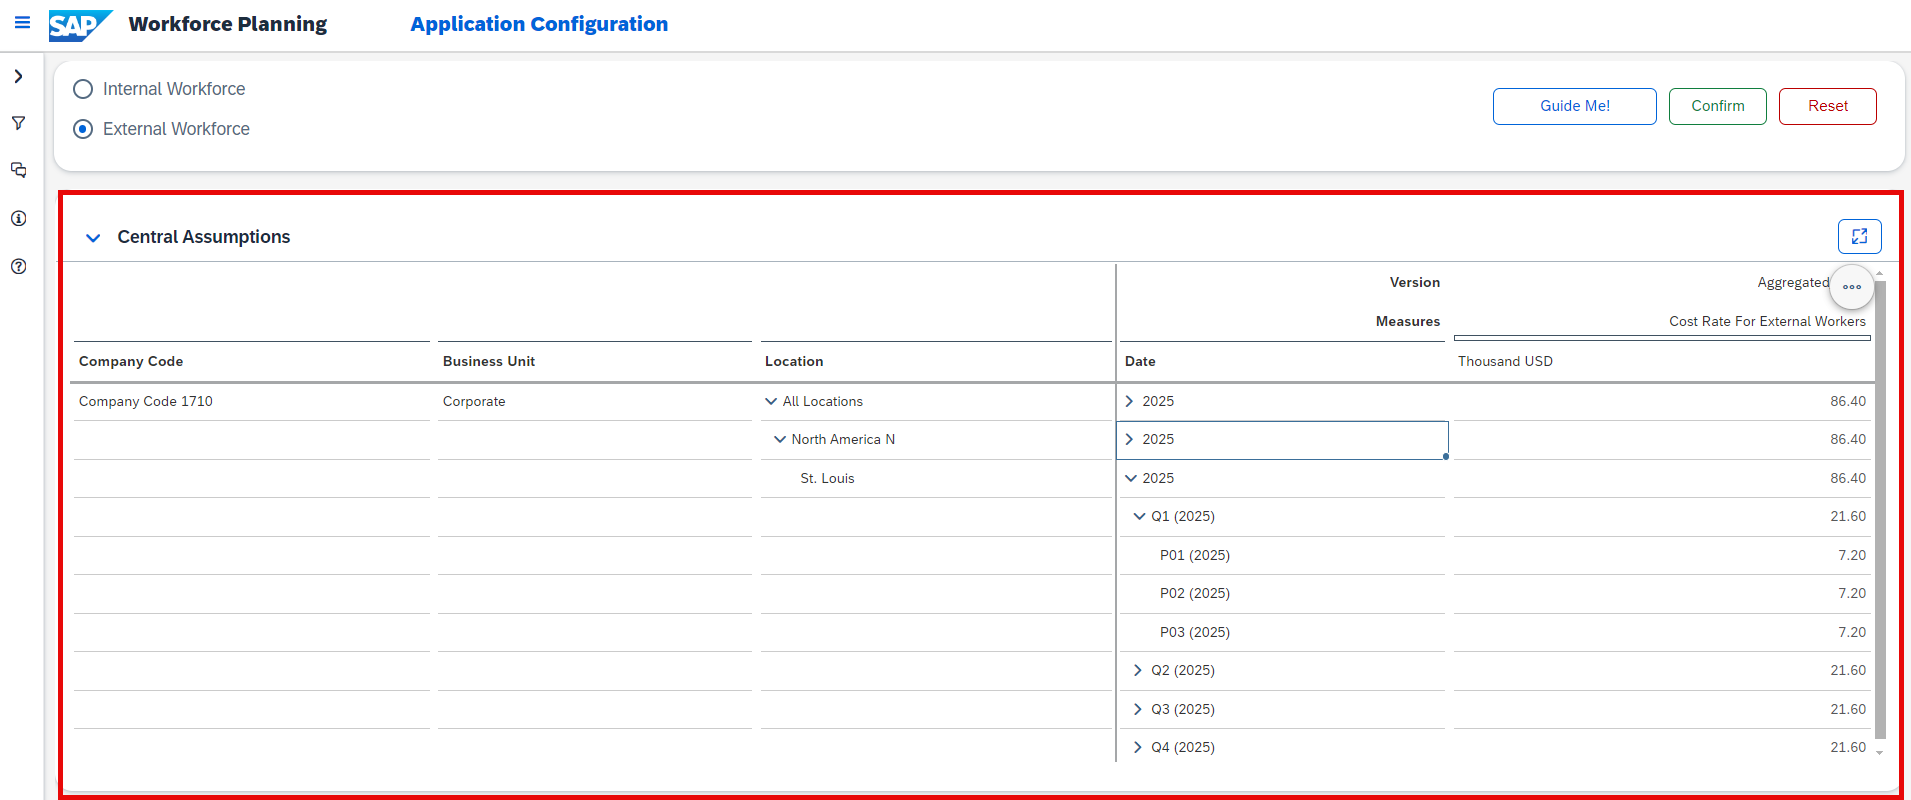 SAP Workforce Planning Application Configuration
Internal Workforce
External Workforce
Guide Me! Confirm Reset
Central Assumptions
Version Aggregated
Measures Cost Rate For External Workers
Company Code Business Unit Location Date Thousand USD
Company Code 1710 Corporate All Locations 2025 86.40
North America N 2025 86.40
St. Louis 2025 86.40
Q1 (2025) 21.60
P01 (2025) 7.20
P02 (2025) 7.20
P03 (2025) 7.20
Q2 (2025) 21.60
Q3 (2025) 21.60
Q4 (2025) 21.60